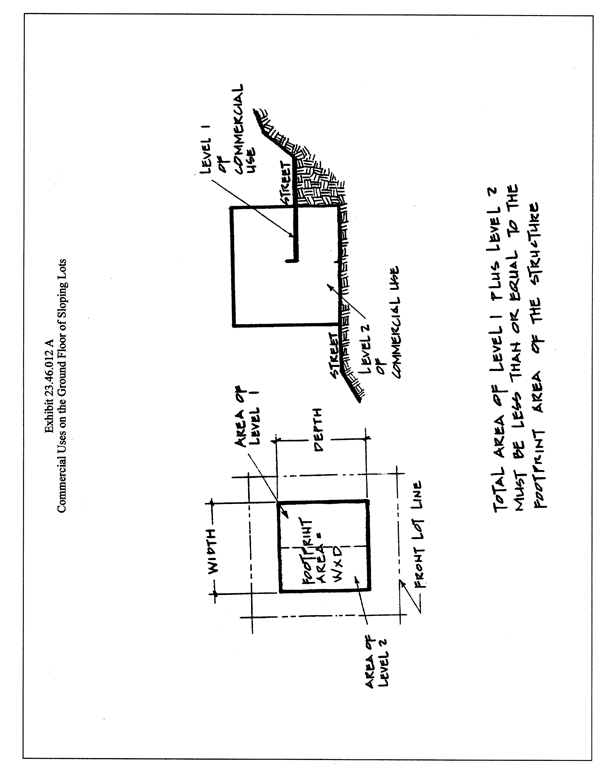 Exhibit 23.46.012 A
Commercial Uses on the Ground Floor of Sloping Lots
WIDTH
AREA OF
LEVEL 1
FOOTPRINT
AREA =
WXD
DEPTH
AREA OF
LEVEL 2
FRONT LOT LINE
LEVEL 1
OF
COMMERCIAL
USE
STREET
STREET
LEVEL 2
OF
COMMERCIAL USE
TOTAL AREA OF LEVEL 1 PLUS LEVEL 2
MUST BE LESS THAN OR EQUAL TO THE
FOOTPRINT AREA OF THE STRUCTURE